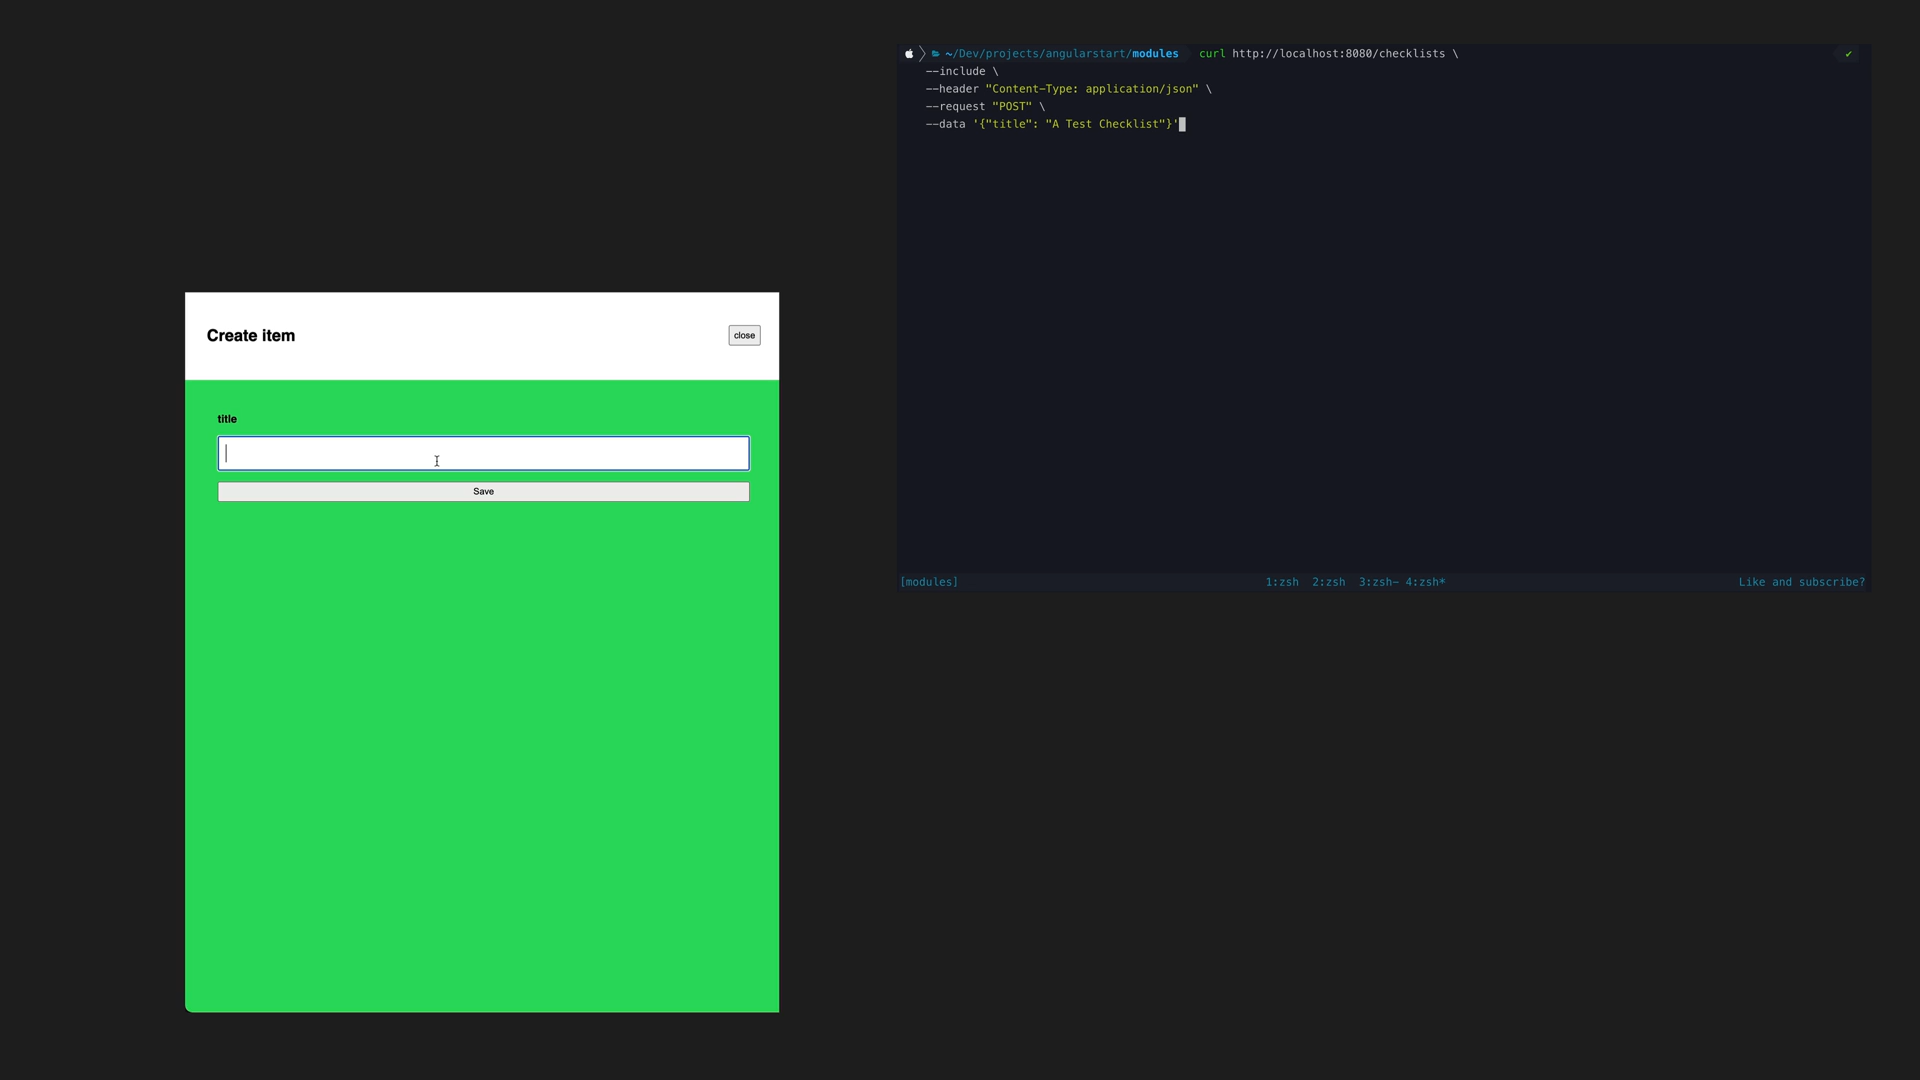 Create item
close
title
Save
~/Dev/projects/angularstart/modules curl http://localhost:8080/checklists \
--include \
--header "Content-Type: application/json" \
--request "POST" \
--data '{"title": "A Test Checklist"}'
[modules] 1:zsh 2:zsh 3:zsh- 4:zsh* Like and subscribe?